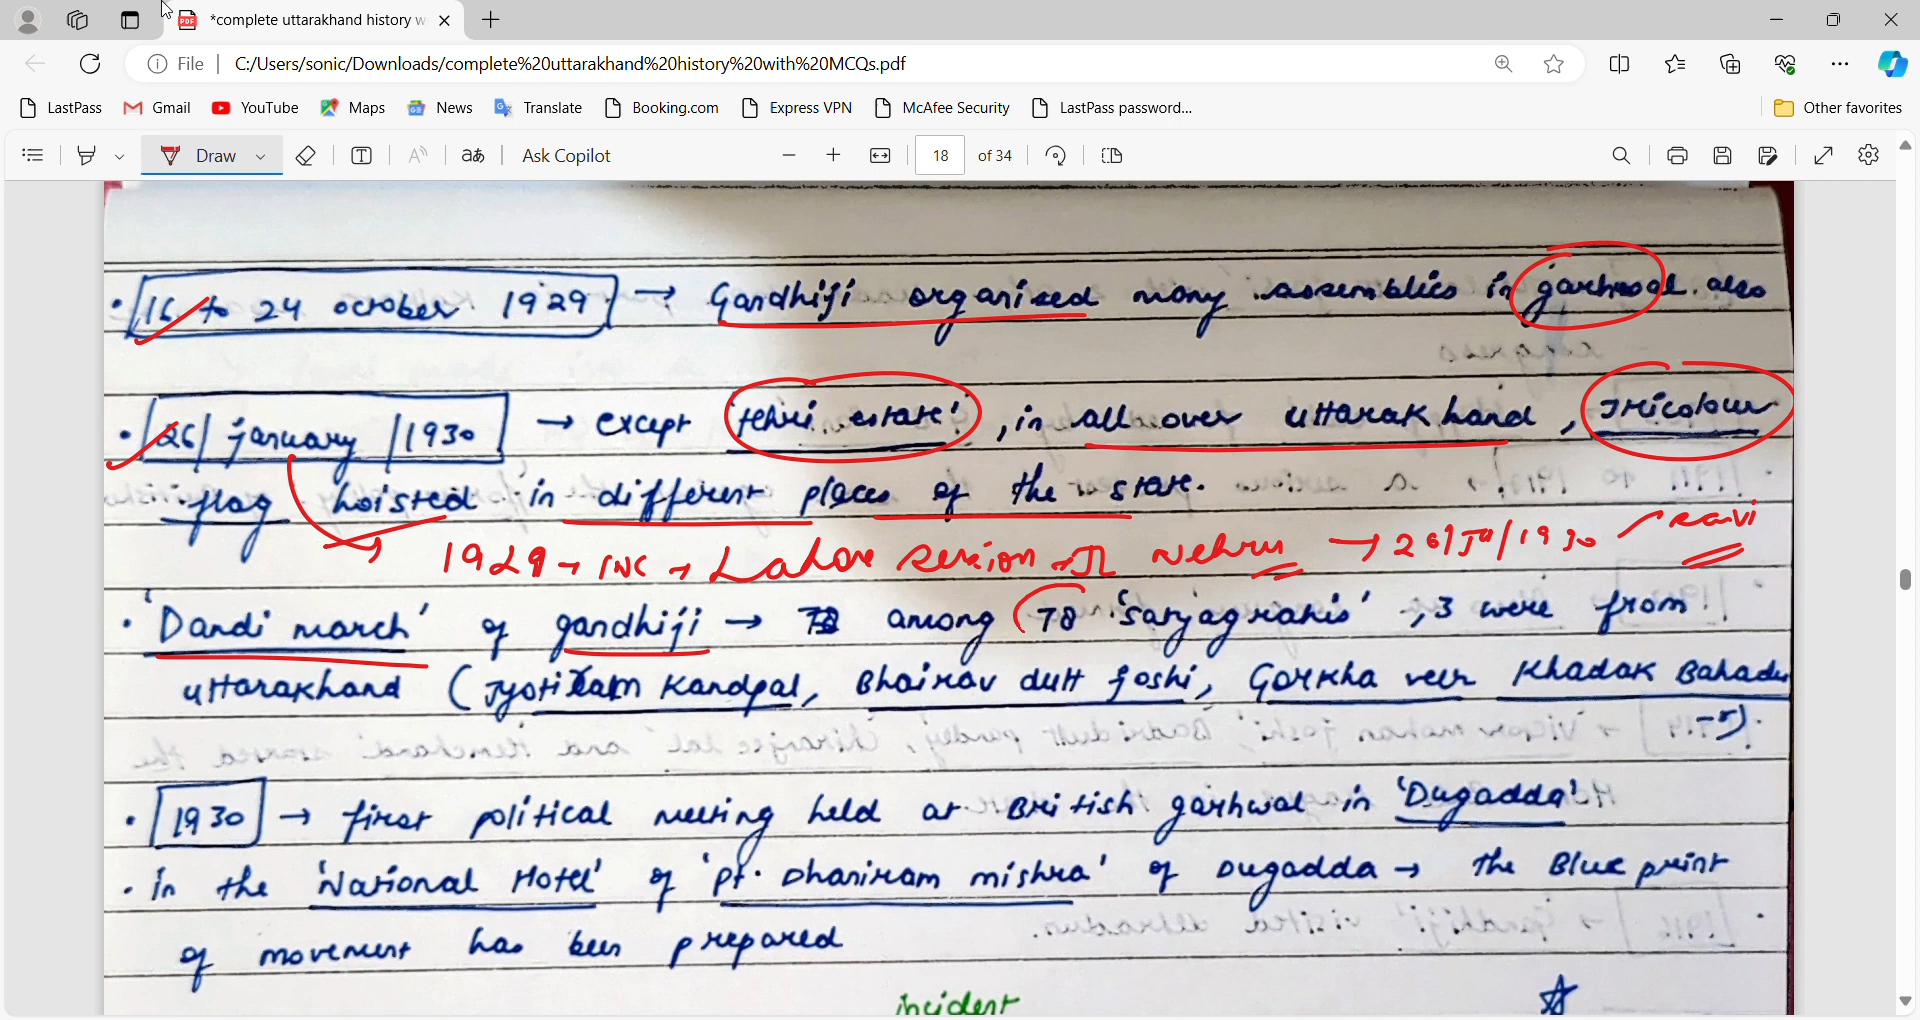 *complete uttarakhand history w
File | C:/Users/sonic/Downloads/complete%20uttarakhand%20history%20with%20MCQs.pdf
LastPass Gmail YouTube Maps News Translate Booking.com Express VPN McAfee Security LastPass password... Other favorites
Draw Ask Copilot 18 of 34
• 16 to 24 october 1929 → Gandhiji organised many assemblies in garhwal also
• 26/ january /1930 → except 'tehri estate', in all over uttarakhand, Tricolour
flag hoisted in different places of the state.
1929 → INC → Lahore session → JL Nehru → 26/Ja/1930 ravi
• 'Dandi march' of gandhiji → among 78 'satyagrahis', 3 were from
uttarakhand (Jyotiram Kandpal, Bhairav dutt Joshi, Gorkha veer Khadak Bahadu
-r).
• 1930 → first political meeting held at British garhwal in 'Dugadda'
• In the 'National Hotel' of 'pt. Dhaniram mishra' of Dugadda → the Blue print
of movement has been prepared
incident